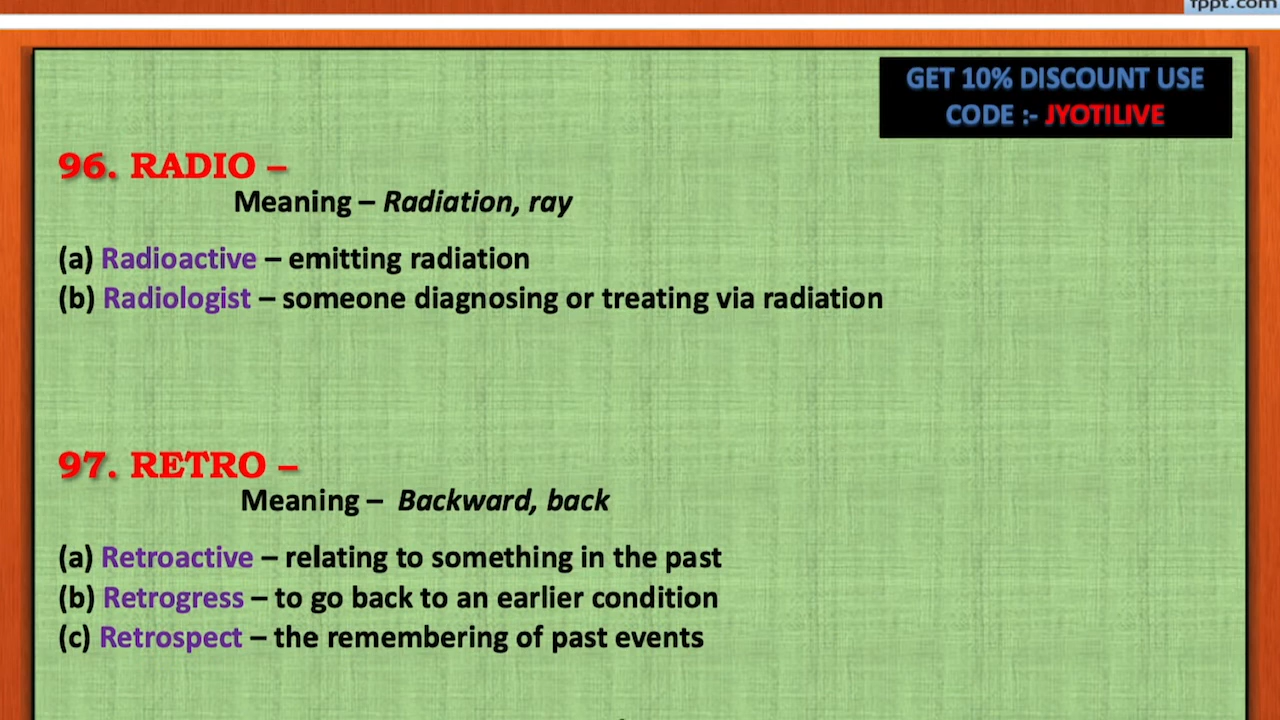 fppt.com
GET 10% DISCOUNT USE
CODE :- JYOTILIVE
96. RADIO –
Meaning – Radiation, ray
(a) Radioactive – emitting radiation
(b) Radiologist – someone diagnosing or treating via radiation
97. RETRO –
Meaning – Backward, back
(a) Retroactive – relating to something in the past
(b) Retrogress – to go back to an earlier condition
(c) Retrospect – the remembering of past events